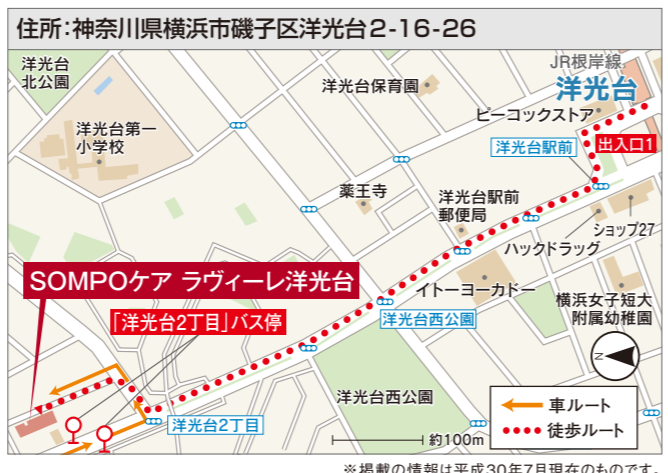 住所:神奈川県横浜市磯子区洋光台2-16-26
洋光台
北公園
洋光台保育園
JR根岸線
洋光台
ピーコックストア
洋光台第一
小学校
洋光台駅前
出入口1
薬王寺
洋光台駅前
郵便局
ショップ27
ハックドラッグ
SOMPOケア ラヴィーレ洋光台
イトーヨーカドー
横浜女子短大
附属幼稚園
「洋光台2丁目」バス停
洋光台西公園
N
洋光台西公園
車ルート
洋光台2丁目
約100m
徒歩ルート
※掲載の情報は平成30年7月現在のものです。